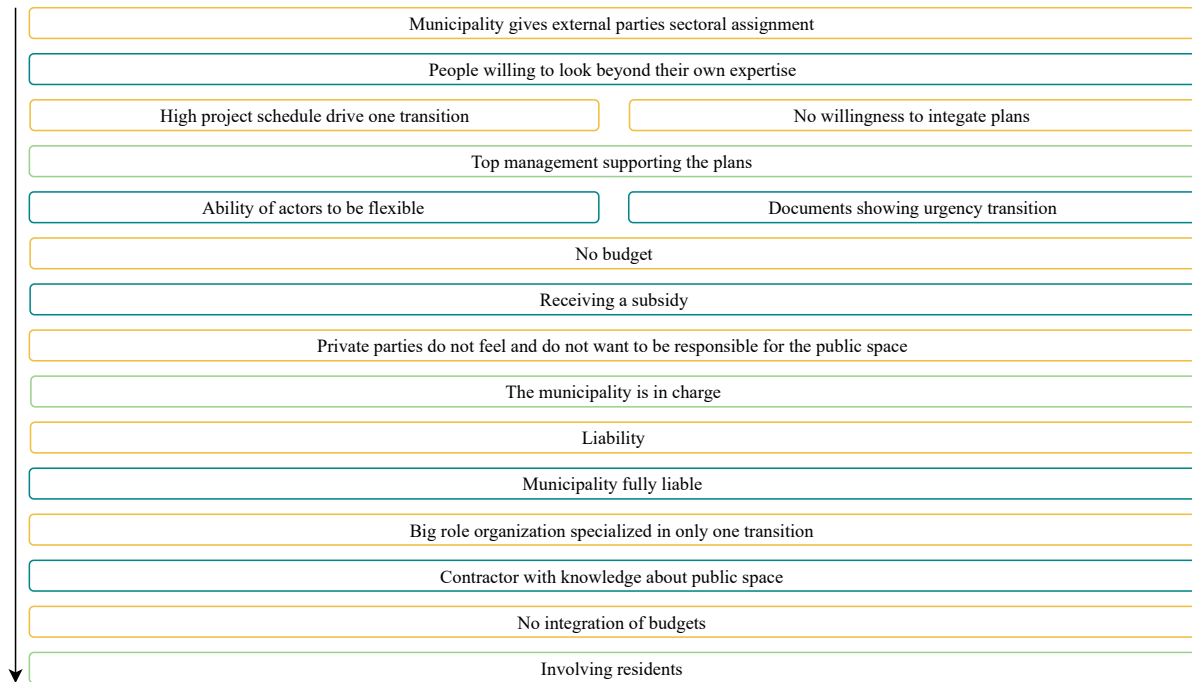 Municipality gives external parties sectoral assignment
People willing to look beyond their own expertise
High project schedule drive one transition
No willingness to integate plans
Top management supporting the plans
Ability of actors to be flexible
Documents showing urgency transition
No budget
Receiving a subsidy
Private parties do not feel and do not want to be responsible for the public space
The municipality is in charge
Liability
Municipality fully liable
Big role organization specialized in only one transition
Contractor with knowledge about public space
No integration of budgets
Involving residents